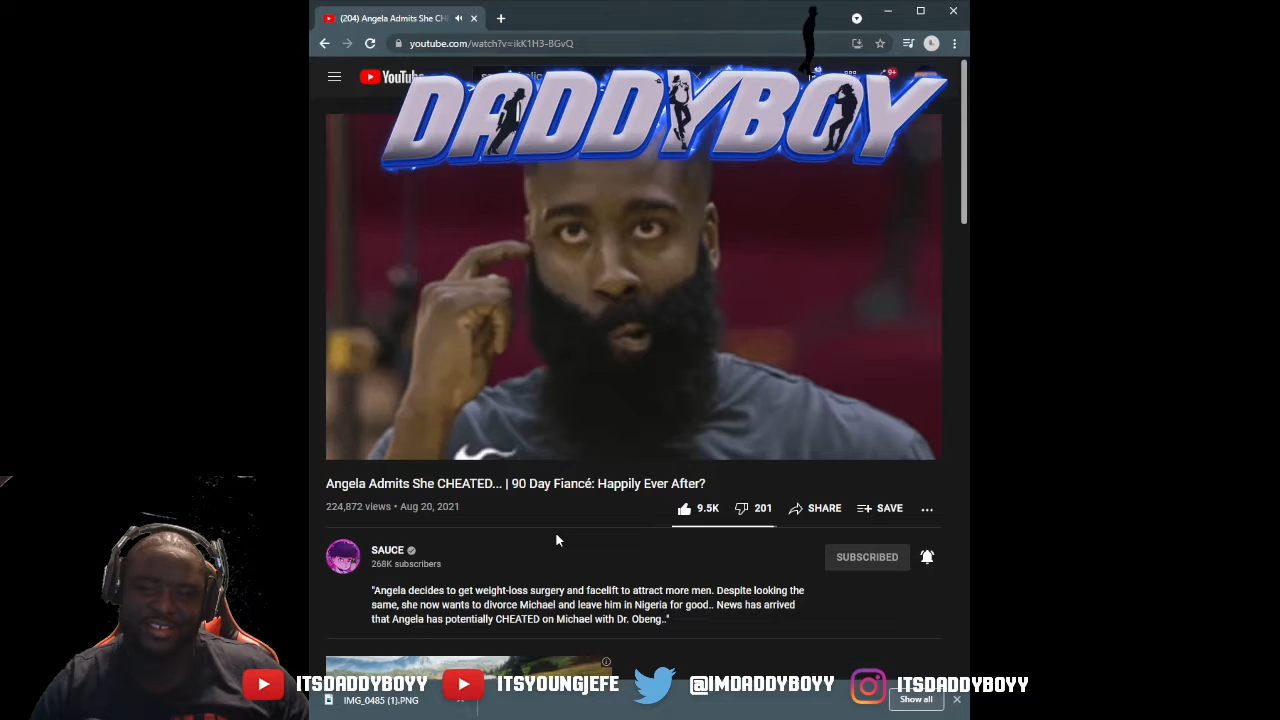 (204) Angela Admits She CH
youtube.com/watch?v=ikK1H3-BGvQ
YouTube
9+
DADDYBOY
Angela Admits She CHEATED... | 90 Day Fiancé: Happily Ever After?
224,872 views • Aug 20, 2021
9.5K
201
SHARE
SAVE
SAUCE
268K subscribers
SUBSCRIBED
"Angela decides to get weight-loss surgery and facelift to attract more men. Despite looking the
same, she now wants to divorce Michael and leave him in Nigeria for good.. News has arrived
that Angela has potentially CHEATED on Michael with Dr. Obeng.."
ITSDADDYBOYY
ITSYOUNGJEFE
@IMDADDYBOYY
ITSDADDYBOYY
IMG_0485 (1).PNG
Show all